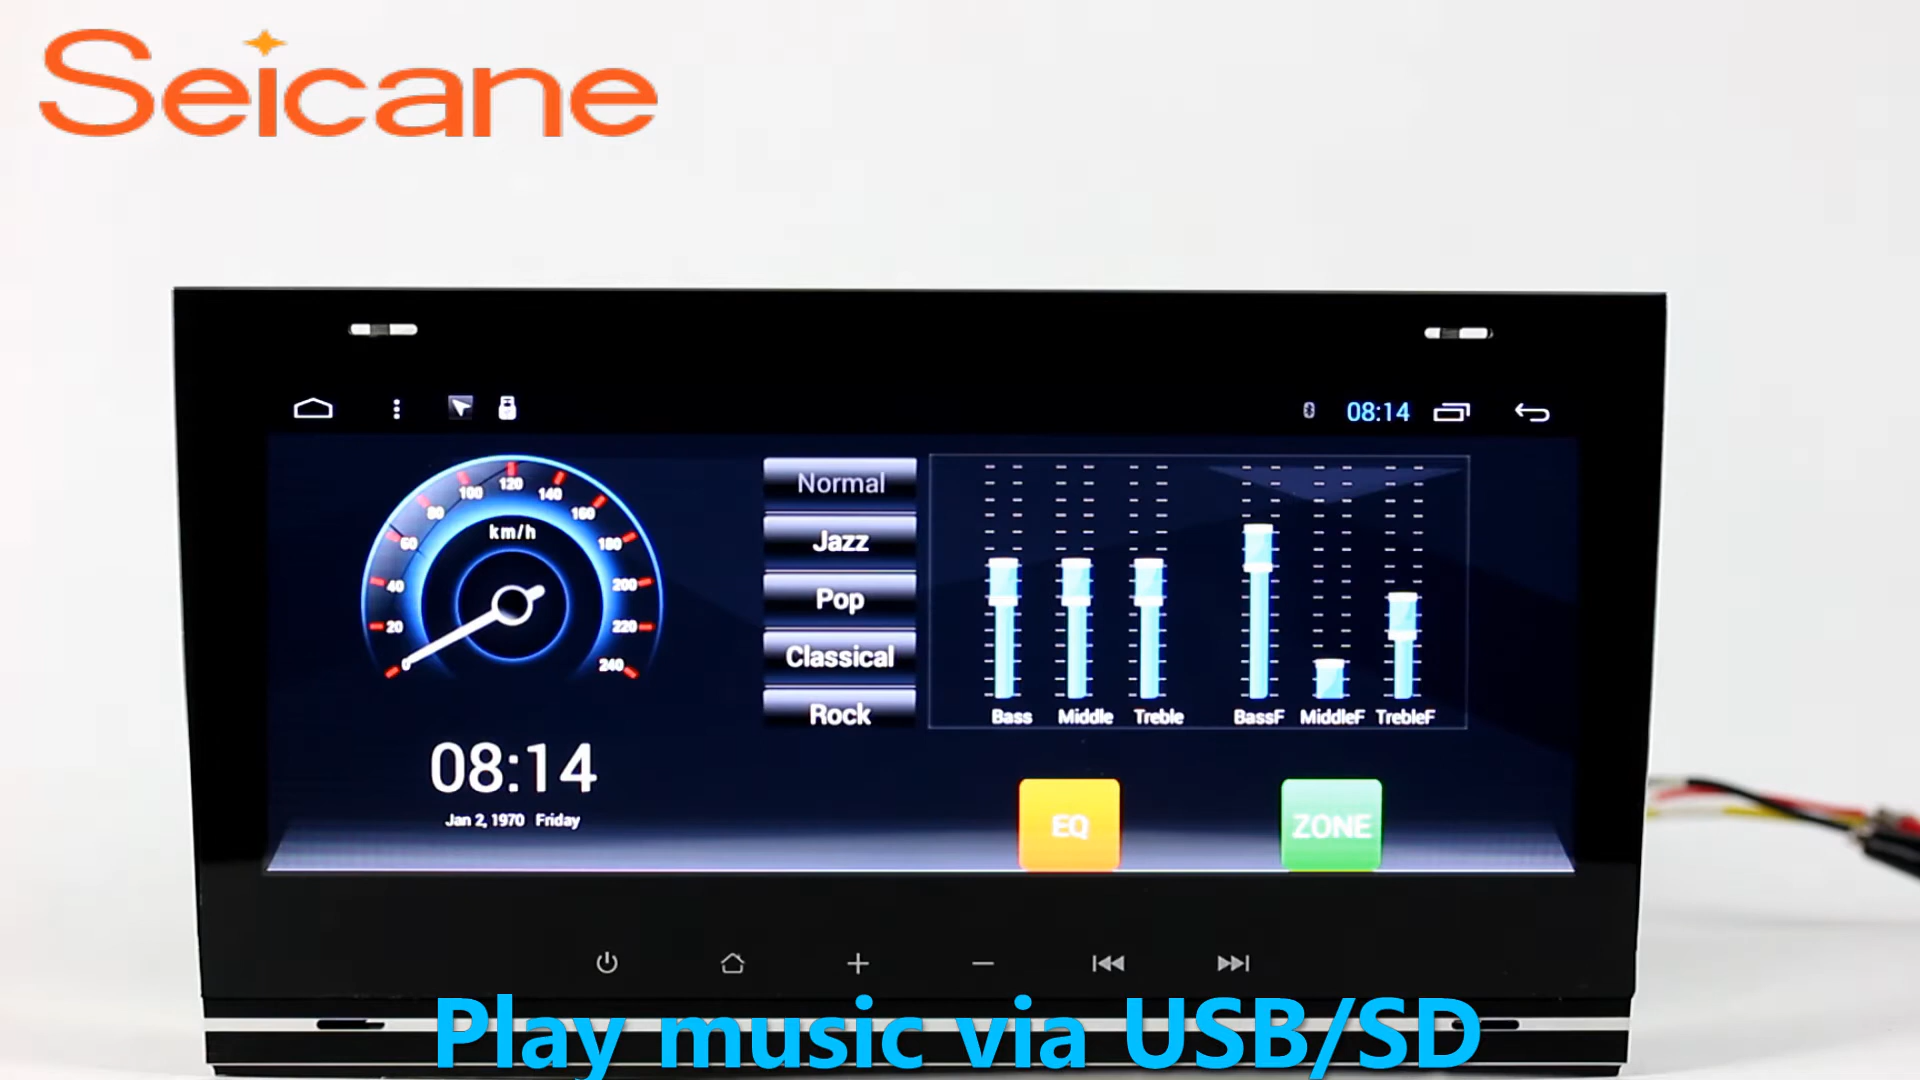 Seicane
08:14
km/h
0
20
40
60
80
100
120
140
160
180
200
220
240
08:14
Jan 2, 1970 Friday
Normal
Jazz
Pop
Classical
Rock
Bass Middle Treble BassF MiddleF TrebleF
EQ ZONE
Play music via USB/SD